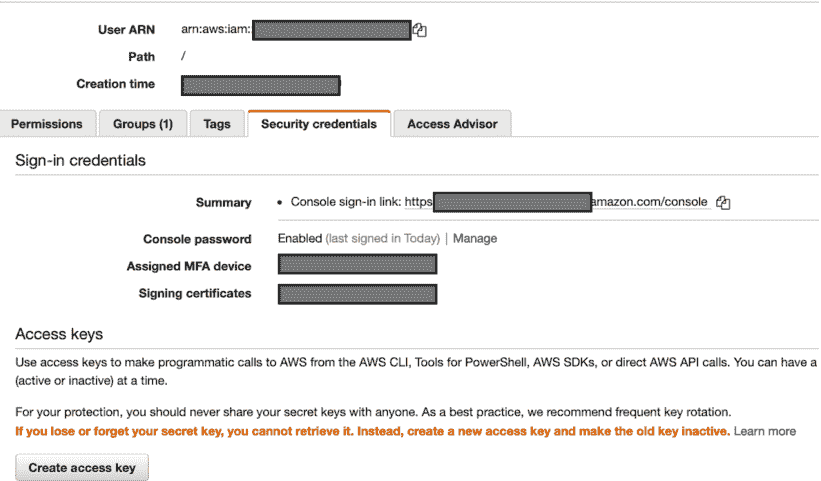 User ARN arn:aws:iam:
Path /
Creation time
Permissions Groups (1) Tags Security credentials Access Advisor
Sign-in credentials
Summary • Console sign-in link: https amazon.com/console
Console password Enabled (last signed in Today) | Manage
Assigned MFA device
Signing certificates
Access keys
Use access keys to make programmatic calls to AWS from the AWS CLI, Tools for PowerShell, AWS SDKs, or direct AWS API calls. You can have a
(active or inactive) at a time.
For your protection, you should never share your secret keys with anyone. As a best practice, we recommend frequent key rotation.
If you lose or forget your secret key, you cannot retrieve it. Instead, create a new access key and make the old key inactive. Learn more
Create access key